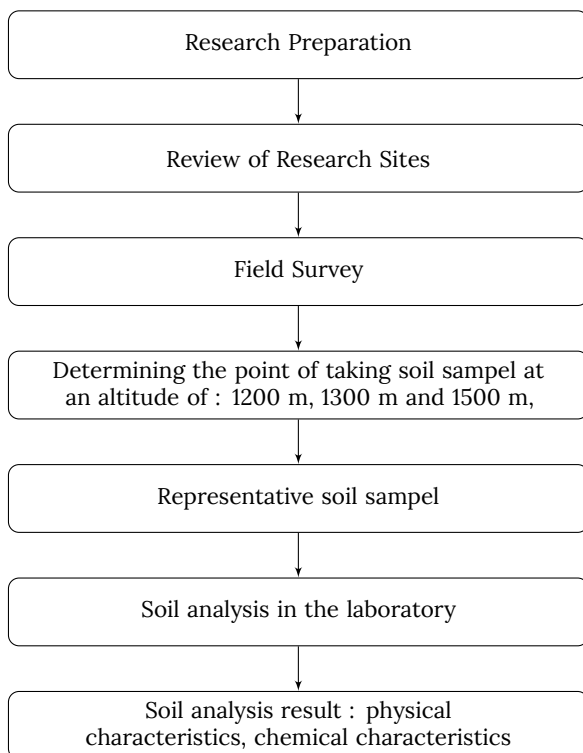 Research Preparation
Review of Research Sites
Field Survey
Determining the point of taking soil sampel at
an altitude of : 1200 m, 1300 m and 1500 m,
Representative soil sampel
Soil analysis in the laboratory
Soil analysis result : physical
characteristics, chemical characteristics